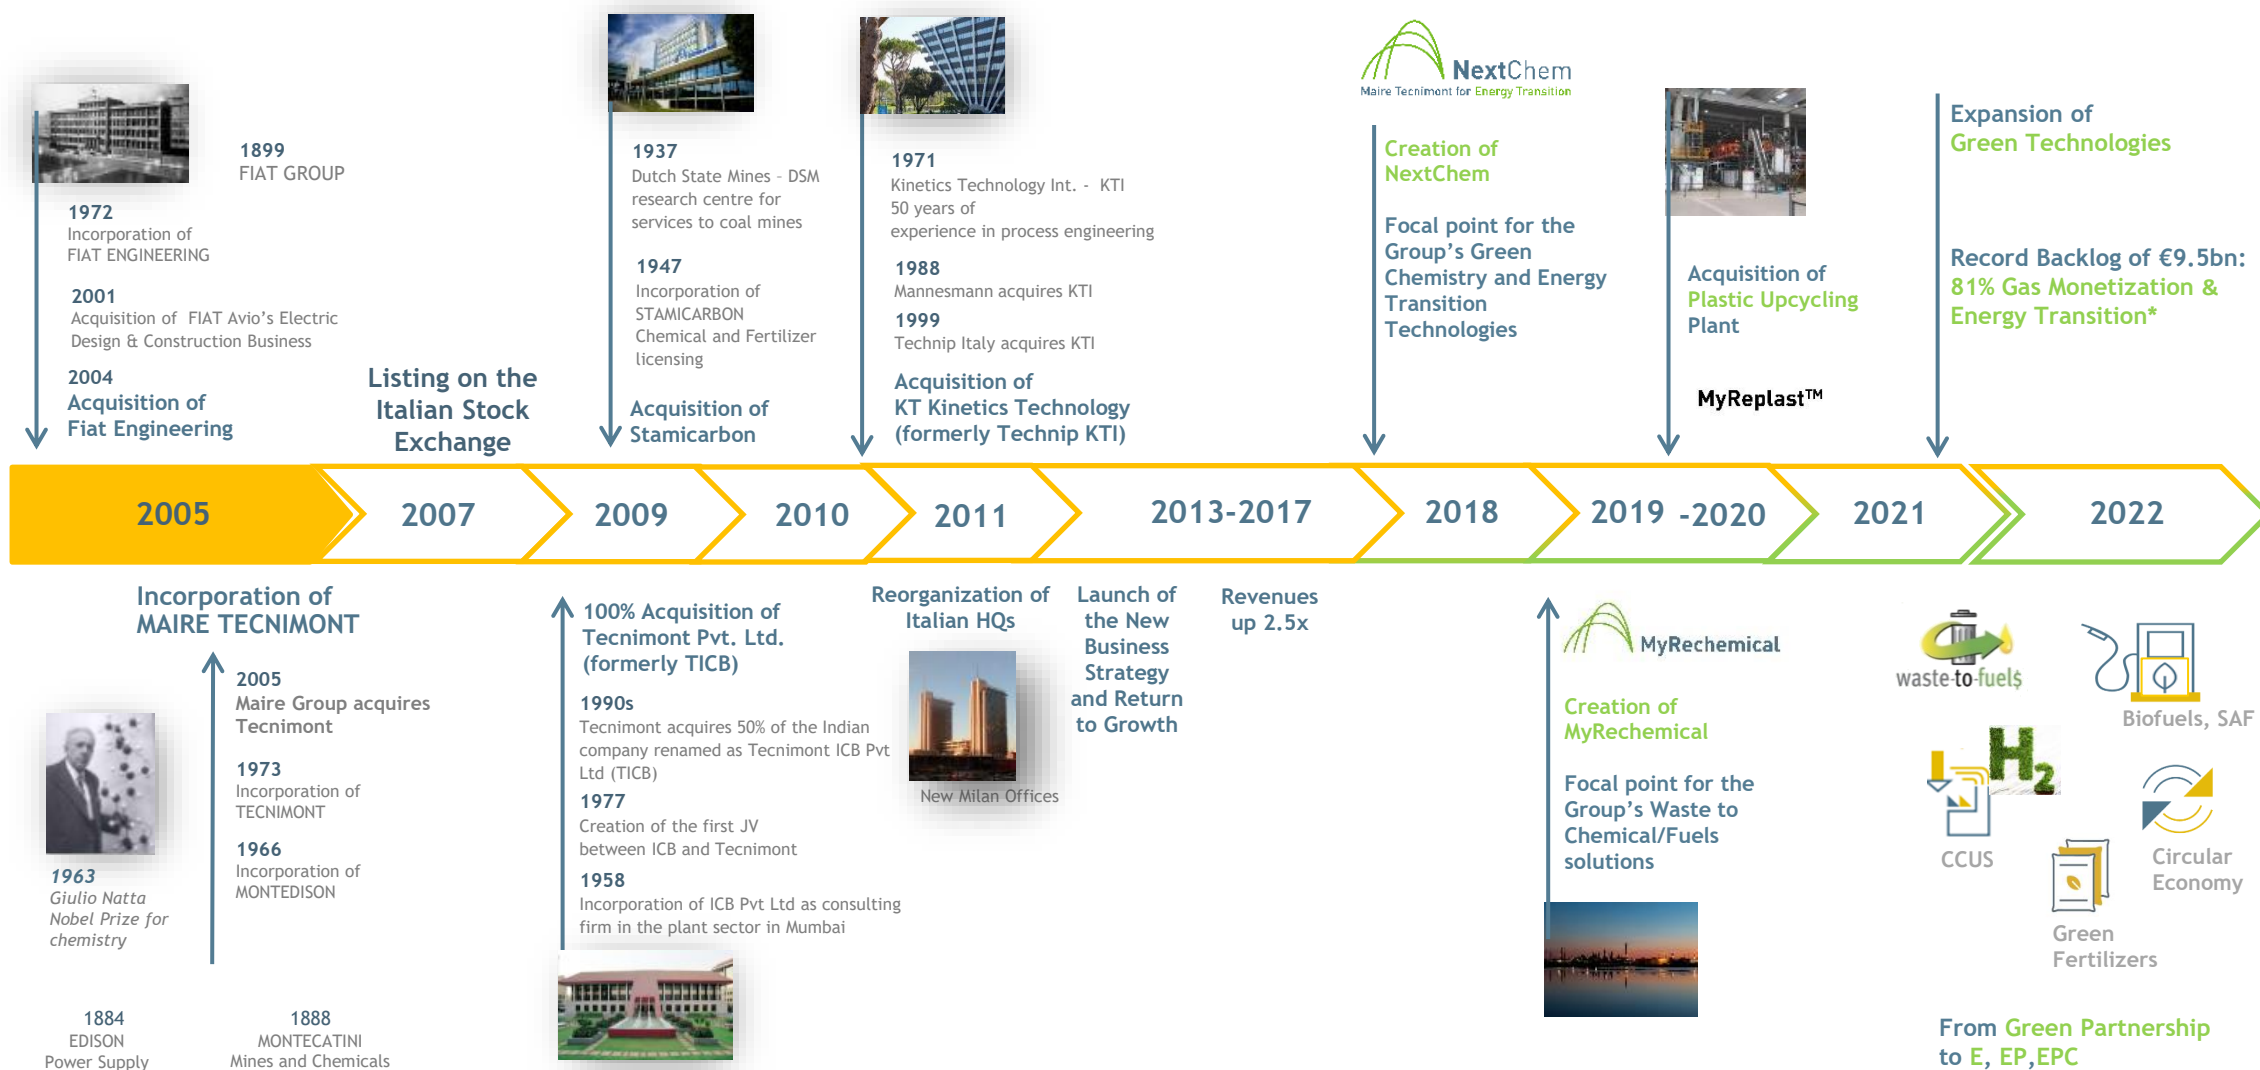 1899
FIAT GROUP
1972
Incorporation of
FIAT ENGINEERING
2001
Acquisition of FIAT Avio's Electric
Design & Construction Business
2004
Acquisition of
Fiat Engineering
Listing on the
Italian Stock
Exchange
1937
Dutch State Mines – DSM
research centre for
services to coal mines
1947
Incorporation of
STAMICARBON
Chemical and Fertilizer
licensing
Acquisition of
Stamicarbon
1971
Kinetics Technology Int. - KTI
50 years of
experience in process engineering
1988
Mannesmann acquires KTI
1999
Technip Italy acquires KTI
Acquisition of
KT Kinetics Technology
(formerly Technip KTI)
NextChem
Maire Tecnimont for Energy Transition
Creation of
NextChem
Focal point for the
Group's Green
Chemistry and Energy
Transition
Technologies
Acquisition of
Plastic Upcycling
Plant
MyReplast™
Expansion of
Green Technologies
Record Backlog of €9.5bn:
81% Gas Monetization &
Energy Transition*
2005
2007
2009
2010
2011
2013-2017
2018
2019 -2020
2021
2022
Incorporation of
MAIRE TECNIMONT
2005
Maire Group acquires
Tecnimont
1973
Incorporation of
TECNIMONT
1966
Incorporation of
MONTEDISON
1963
Giulio Natta
Nobel Prize for
chemistry
1884
EDISON
Power Supply
1888
MONTECATINI
Mines and Chemicals
100% Acquisition of
Tecnimont Pvt. Ltd.
(formerly TICB)
1990s
Tecnimont acquires 50% of the Indian
company renamed as Tecnimont ICB Pvt
Ltd (TICB)
1977
Creation of the first JV
between ICB and Tecnimont
1958
Incorporation of ICB Pvt Ltd as consulting
firm in the plant sector in Mumbai
Reorganization of
Italian HQs
New Milan Offices
Launch of
the New
Business
Strategy
and Return
to Growth
Revenues
up 2.5x
MyRechemical
Creation of
MyRechemical
Focal point for the
Group's Waste to
Chemical/Fuels
solutions
waste-to-fuels
Biofuels, SAF
H2
CCUS
Circular
Economy
Green
Fertilizers
From Green Partnership
to E, EP,EPC